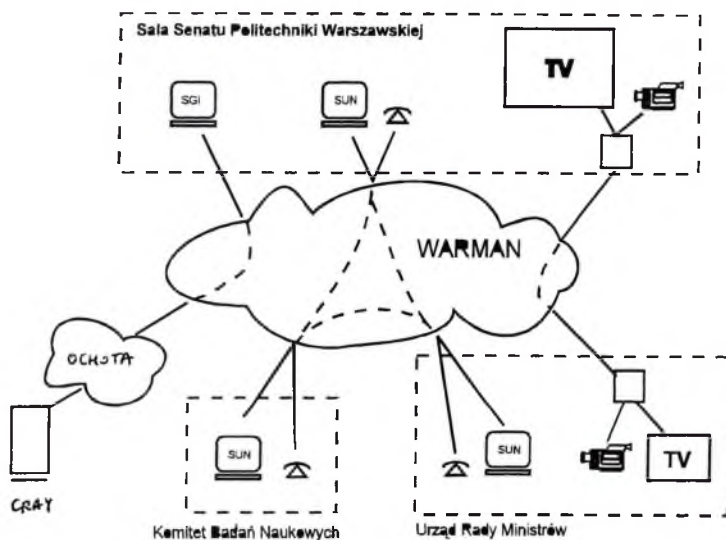 Sala Senatu Politechniki Warszawskiej
TV
SGI
SUN
WARMAN
OCHOTA
CRAY
SUN
SUN
TV
Komitet Badań Naukowych
Urząd Rady Ministrów